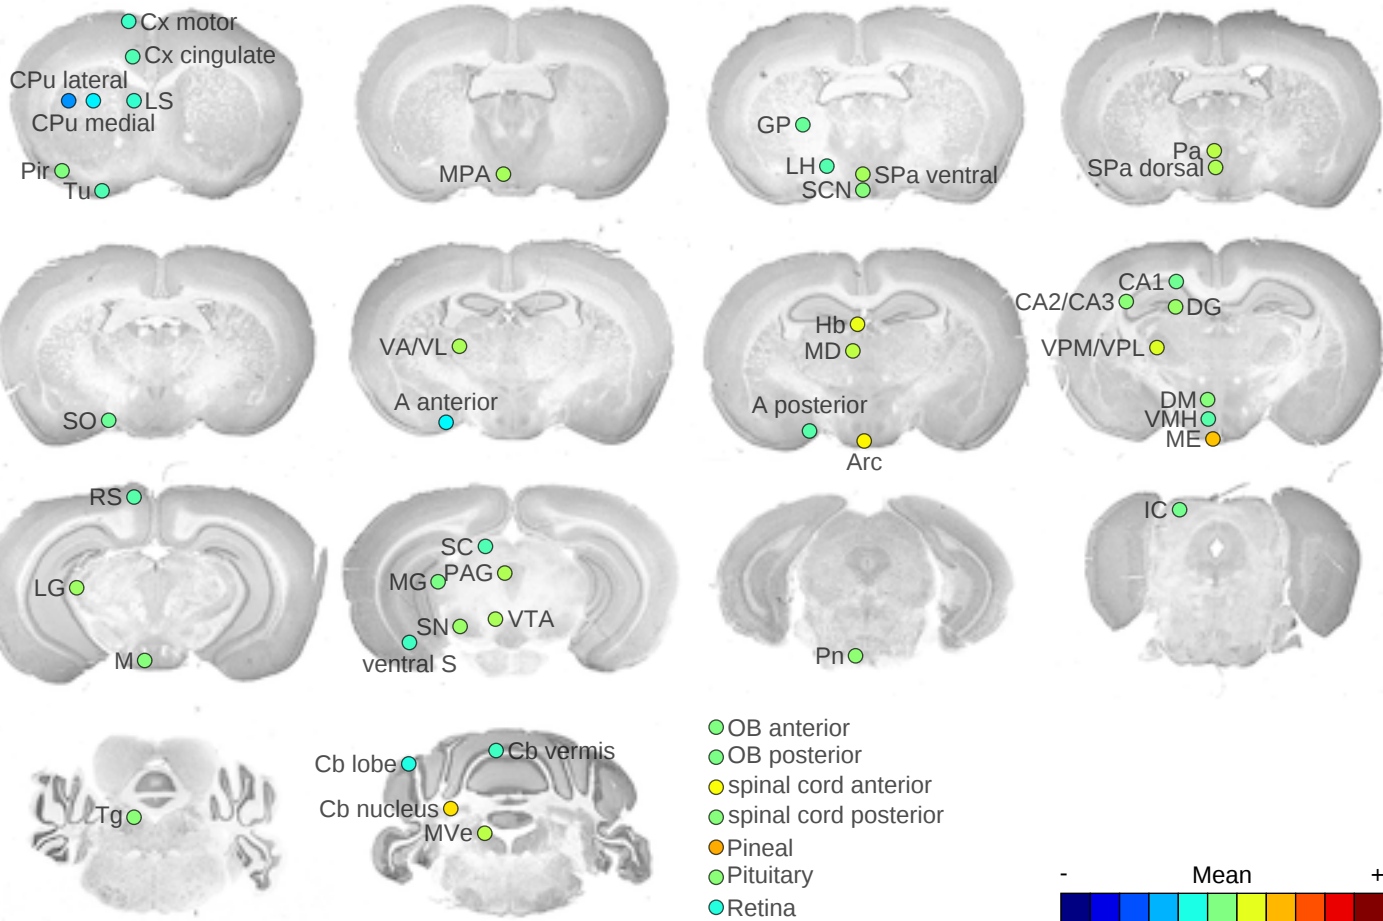 Cx motor
Cx cingulate
CPu lateral
LS
CPu medial
Pir
Tu
MPA
GP
LH
SPa ventral
SCN
Pa
SPa dorsal
SO
VA/VL
A anterior
Hb
MD
A posterior
Arc
CA1
CA2/CA3
DG
VPM/VPL
DM
VMH
ME
RS
LG
M
SC
MG
PAG
SN
VTA
ventral S
Pn
IC
Tg
Cb lobe
Cb vermis
Cb nucleus
MVe
OB anterior
OB posterior
spinal cord anterior
spinal cord posterior
Pineal
Pituitary
Retina
- Mean +